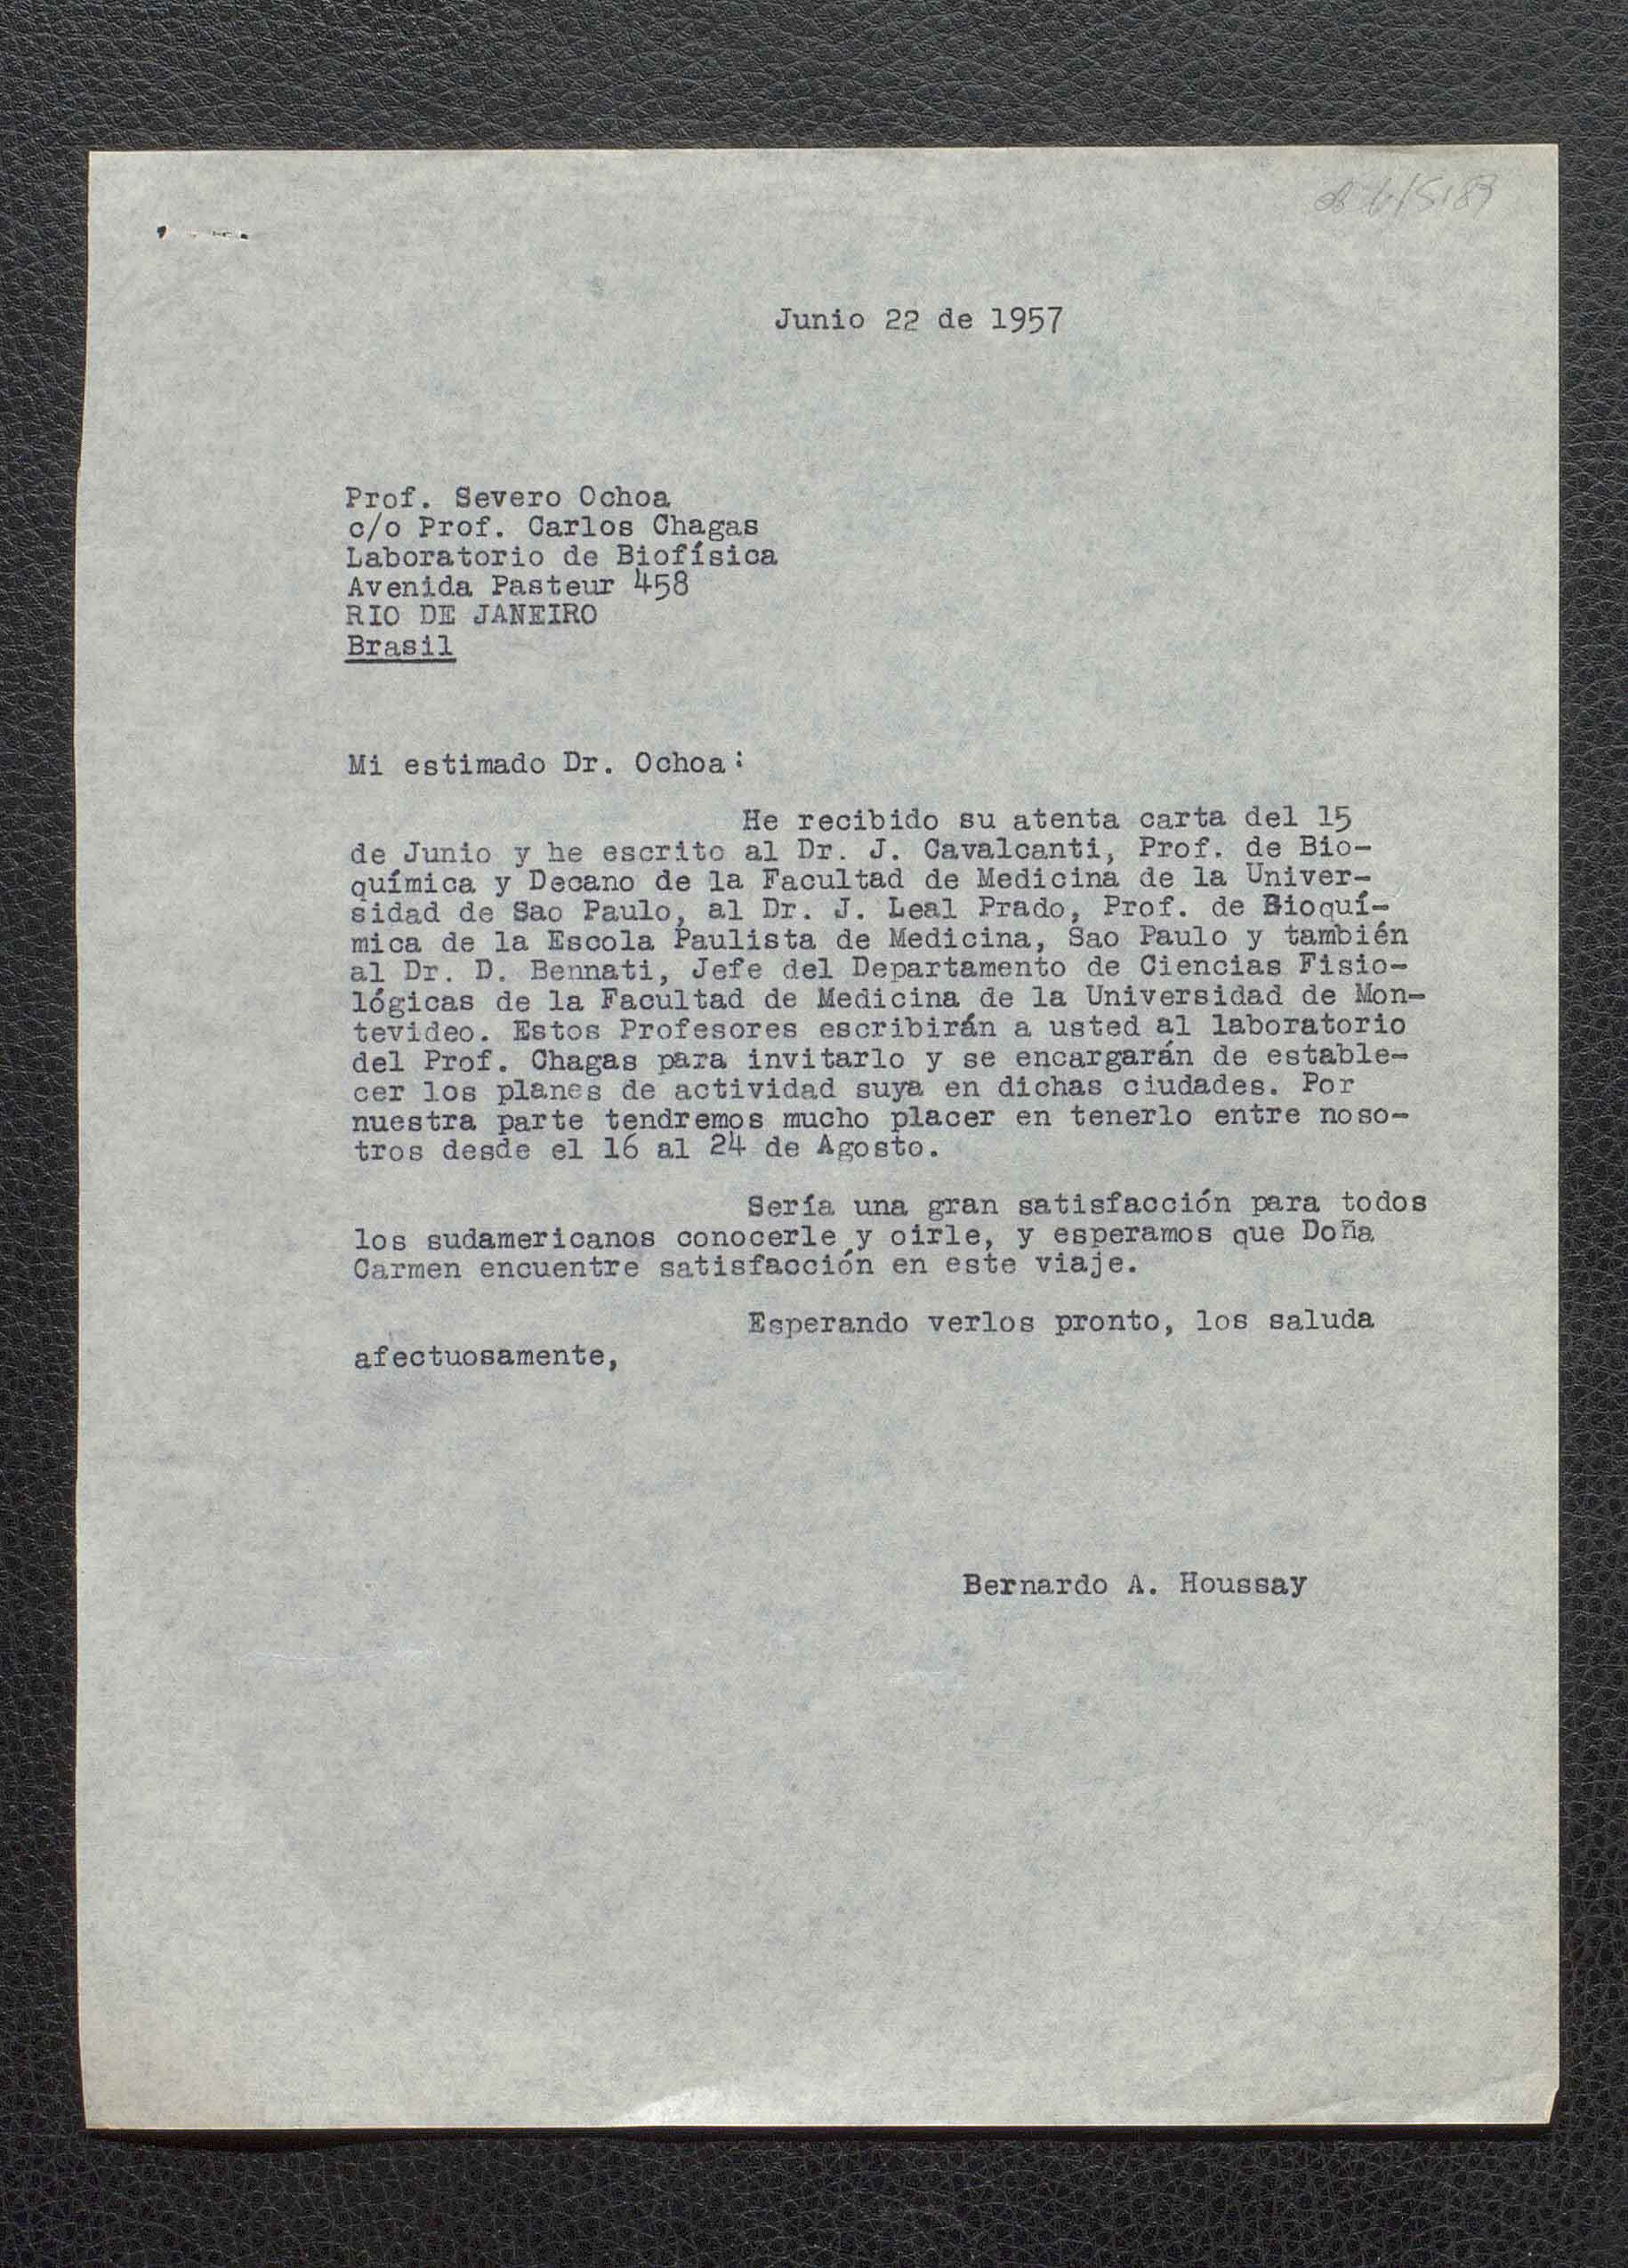 Junio 22 de 1957
Prof. Severo Ochoa
c/o Prof. Carlos Chagas
Laboratorio de Biofísica
Avenida Pasteur 458
RIO DE JANEIRO
Brasil
Mi estimado Dr. Ochoa:
He recibido su atenta carta del 15
de Junio y he escrito al Dr. J. Cavalcanti, Prof. de Bio-
química y Decano de la Facultad de Medicina de la Univer-
sidad de Sao Paulo, al Dr. J. Leal Prado, Prof. de Bioquí-
mica de la Escola Paulista de Medicina, Sao Paulo y también
al Dr. D. Bennati, Jefe del Departamento de Ciencias Fisio-
lógicas de la Facultad de Medicina de la Universidad de Mon-
tevideo. Estos Profesores escribirán a usted al laboratorio
del Prof. Chagas para invitarlo y se encargarán de estable-
cer los planes de actividad suya en dichas ciudades. Por
nuestra parte tendremos mucho placer en tenerlo entre noso-
tros desde el 16 al 24 de Agosto.
Sería una gran satisfacción para todos
los sudamericanos conocerle y oirle, y esperamos que Doña
Carmen encuentre satisfacción en este viaje.
Esperando verlos pronto, los saluda
afectuosamente,
Bernardo A. Houssay